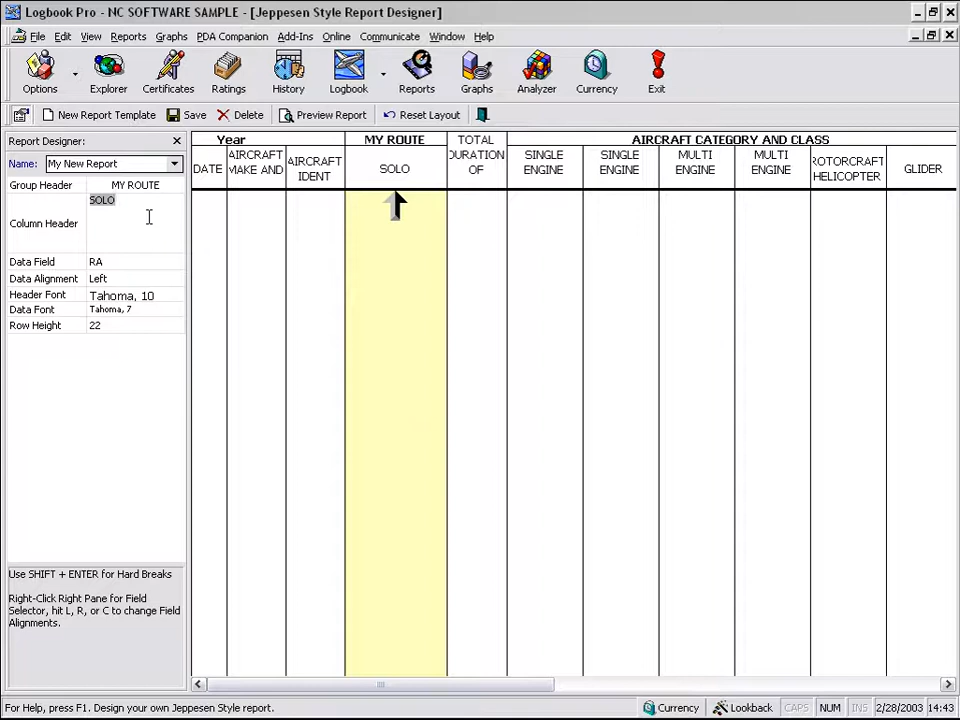 Logbook Pro - NC SOFTWARE SAMPLE - [Jeppesen Style Report Designer]
File Edit View Reports Graphs PDA Companion Add-Ins Online Communicate Window Help
Options Explorer Certificates Ratings History Logbook Reports Graphs Analyzer Currency Exit
New Report Template Save Delete Preview Report Reset Layout
Report Designer:
Name: My New Report
Group Header MY ROUTE
Column Header SOLO
Data Field RA
Data Alignment Left
Header Font Tahoma, 10
Data Font Tahoma, 7
Row Height 22
Use SHIFT + ENTER for Hard Breaks
Right-Click Right Pane for Field
Selector, hit L, R, or C to change Field
Alignments.
Year MY ROUTE TOTAL AIRCRAFT CATEGORY AND CLASS
DATE
AIRCRAFT
MAKE AND
AIRCRAFT
IDENT
SOLO
DURATION
OF
SINGLE
ENGINE
SINGLE
ENGINE
MULTI
ENGINE
MULTI
ENGINE
ROTORCRAFT
HELICOPTER
GLIDER
For Help, press F1. Design your own Jeppesen Style report.
Currency Lookback CAPS NUM INS 2/28/2003 14:43